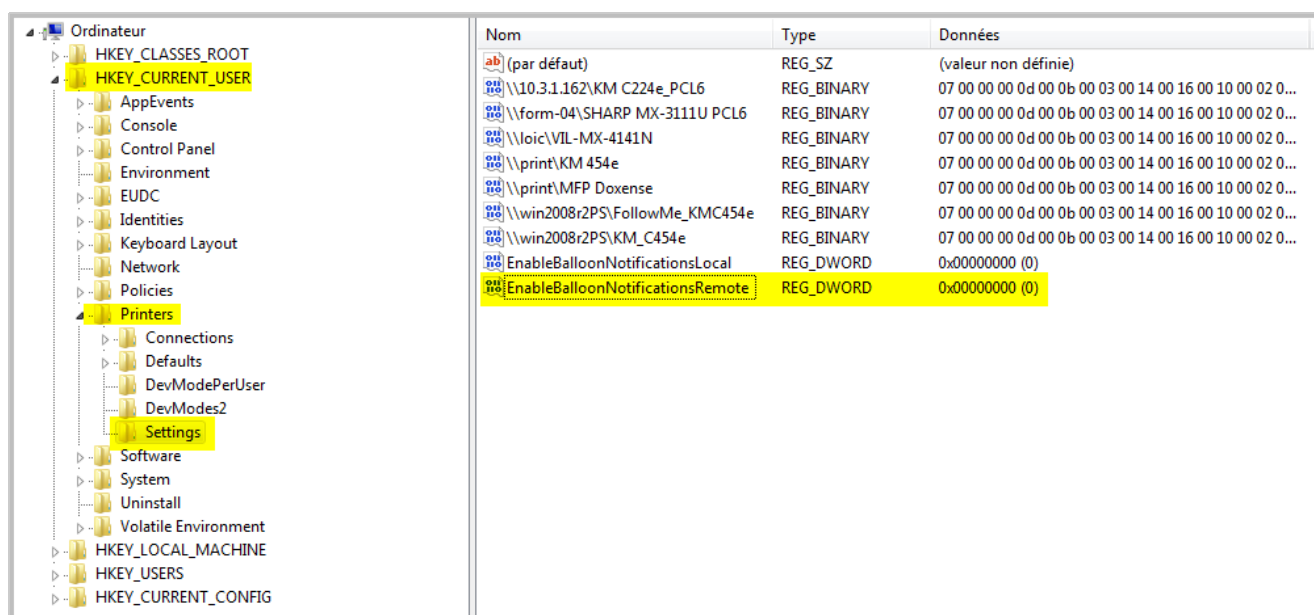 Ordinateur
HKEY_CLASSES_ROOT
HKEY_CURRENT_USER
AppEvents
Console
Control Panel
Environment
EUDC
Identities
Keyboard Layout
Network
Policies
Printers
Connections
Defaults
DevModePerUser
DevModes2
Settings
Software
System
Uninstall
Volatile Environment
HKEY_LOCAL_MACHINE
HKEY_USERS
HKEY_CURRENT_CONFIG
Nom Type Données
ab (par défaut) REG_SZ (valeur non définie)
\\10.3.1.162\KM C224e_PCL6 REG_BINARY 07 00 00 00 0d 00 0b 00 03 00 14 00 16 00 10 00 02 0...
\\form-04\SHARP MX-3111U PCL6 REG_BINARY 07 00 00 00 0d 00 0b 00 03 00 14 00 16 00 10 00 02 0...
\\loic\VIL-MX-4141N REG_BINARY 07 00 00 00 0d 00 0b 00 03 00 14 00 16 00 10 00 02 0...
\\print\KM 454e REG_BINARY 07 00 00 00 0d 00 0b 00 03 00 14 00 16 00 10 00 02 0...
\\print\MFP Doxense REG_BINARY 07 00 00 00 0d 00 0b 00 03 00 14 00 16 00 10 00 02 0...
\\win2008r2PS\FollowMe_KMC454e REG_BINARY 07 00 00 00 0d 00 0b 00 03 00 14 00 16 00 10 00 02 0...
\\win2008r2PS\KM_C454e REG_BINARY 07 00 00 00 0d 00 0b 00 03 00 14 00 16 00 10 00 02 0...
EnableBalloonNotificationsLocal REG_DWORD 0x00000000 (0)
EnableBalloonNotificationsRemote REG_DWORD 0x00000000 (0)